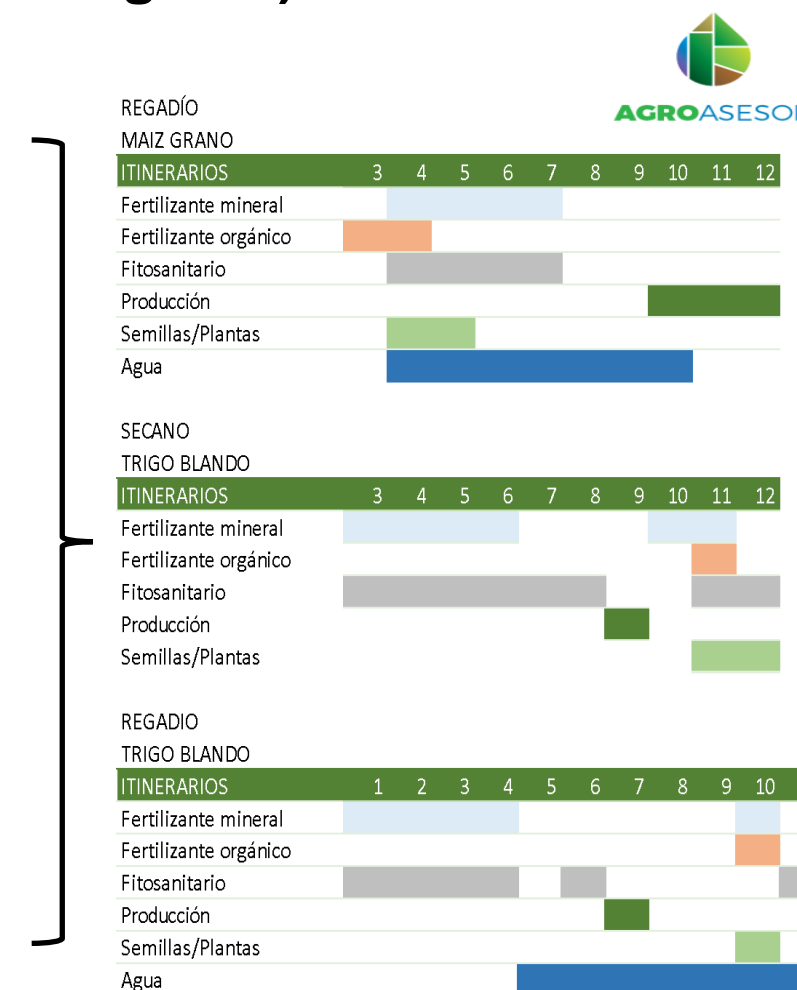 AGROASESOR
REGADÍO
MAIZ GRANO
ITINERARIOS 3 4 5 6 7 8 9 10 11 12
Fertilizante mineral
Fertilizante orgánico
Fitosanitario
Producción
Semillas/Plantas
Agua
SECANO
TRIGO BLANDO
ITINERARIOS 3 4 5 6 7 8 9 10 11 12
Fertilizante mineral
Fertilizante orgánico
Fitosanitario
Producción
Semillas/Plantas
REGADIO
TRIGO BLANDO
ITINERARIOS 1 2 3 4 5 6 7 8 9 10
Fertilizante mineral
Fertilizante orgánico
Fitosanitario
Producción
Semillas/Plantas
Agua